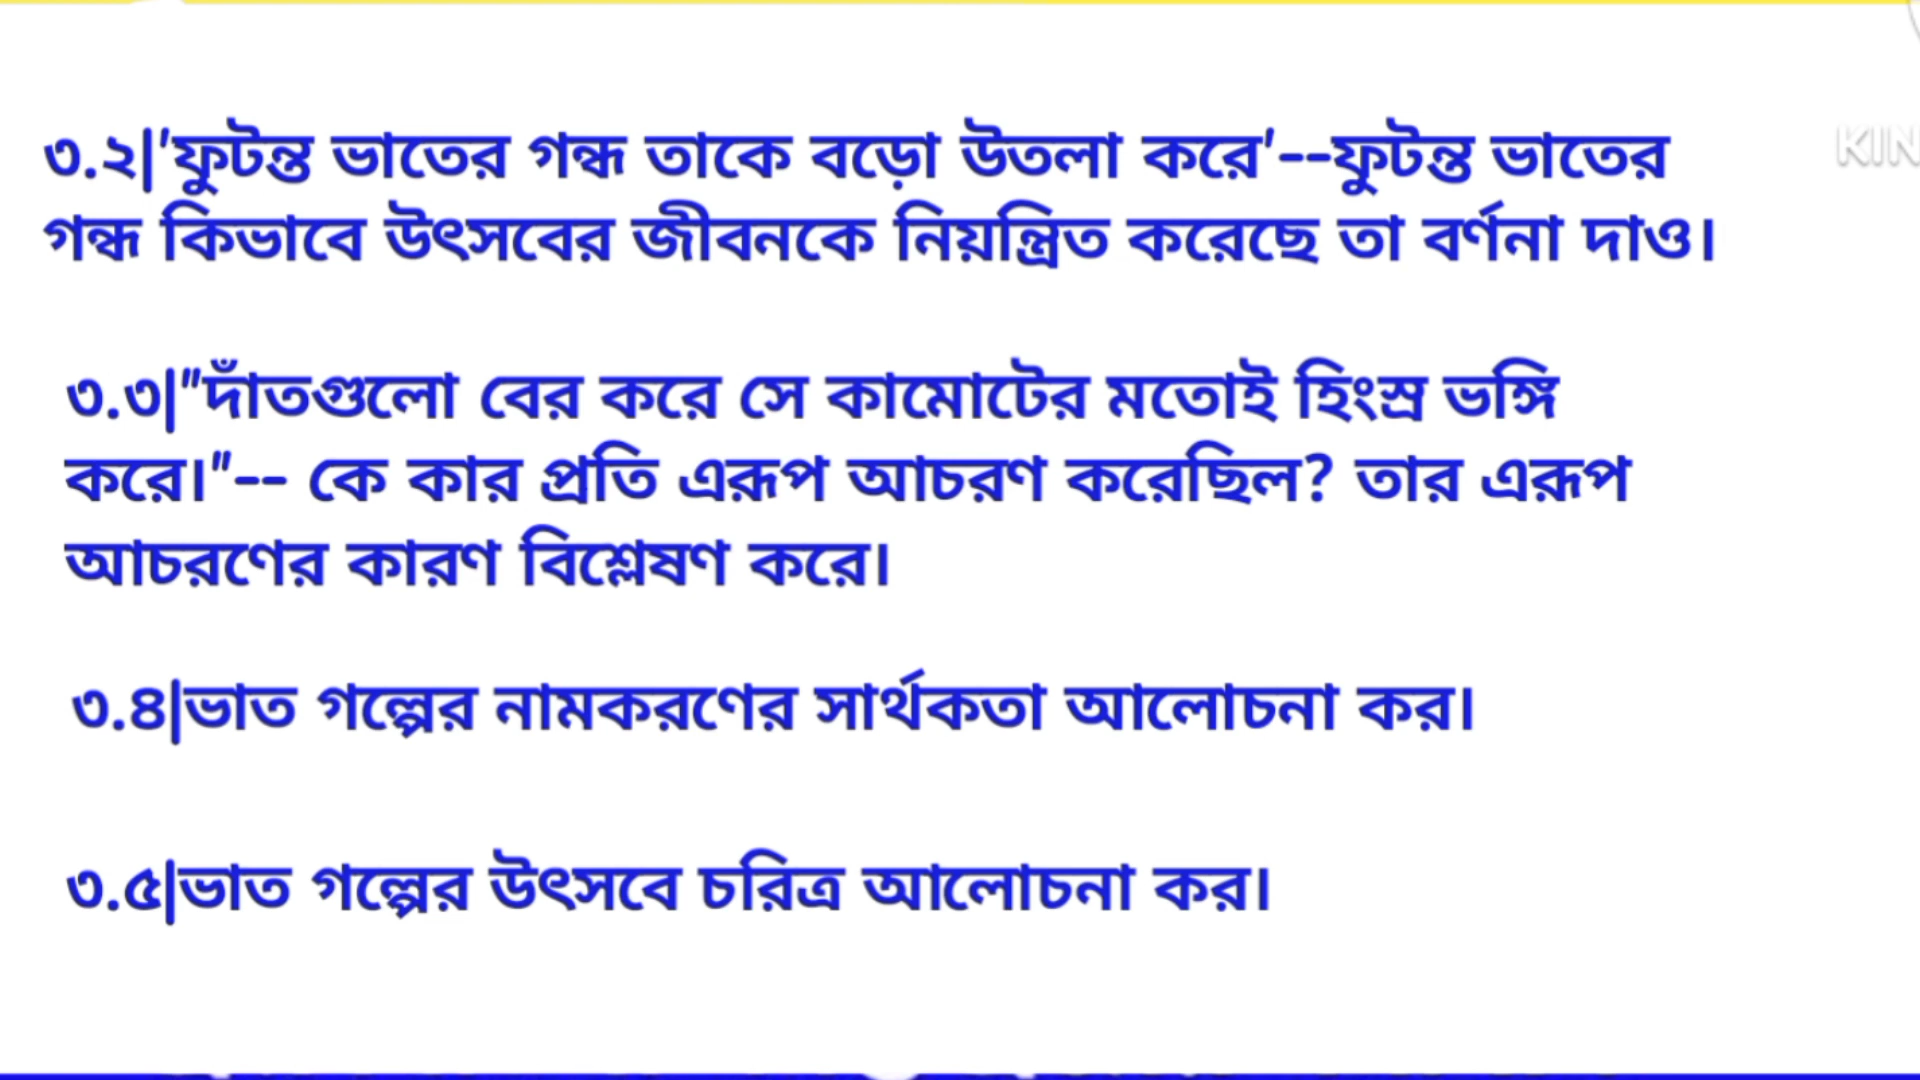 ৩.২|'ফুটন্ত ভাতের গন্ধ তাকে বড়ো উতলা করে'--ফুটন্ত ভাতের
গন্ধ কিভাবে উৎসবের জীবনকে নিয়ন্ত্রিত করেছে তা বর্ণনা দাও।
৩.৩|"দাঁতগুলো বের করে সে কামোটের মতোই হিংস্র ভঙ্গি
করে।"-- কে কার প্রতি এরূপ আচরণ করেছিল? তার এরূপ
আচরণের কারণ বিশ্লেষণ করে।
৩.৪|ভাত গল্পের নামকরণের সার্থকতা আলোচনা কর।
৩.৫|ভাত গল্পের উৎসবে চরিত্র আলোচনা কর।
KIN